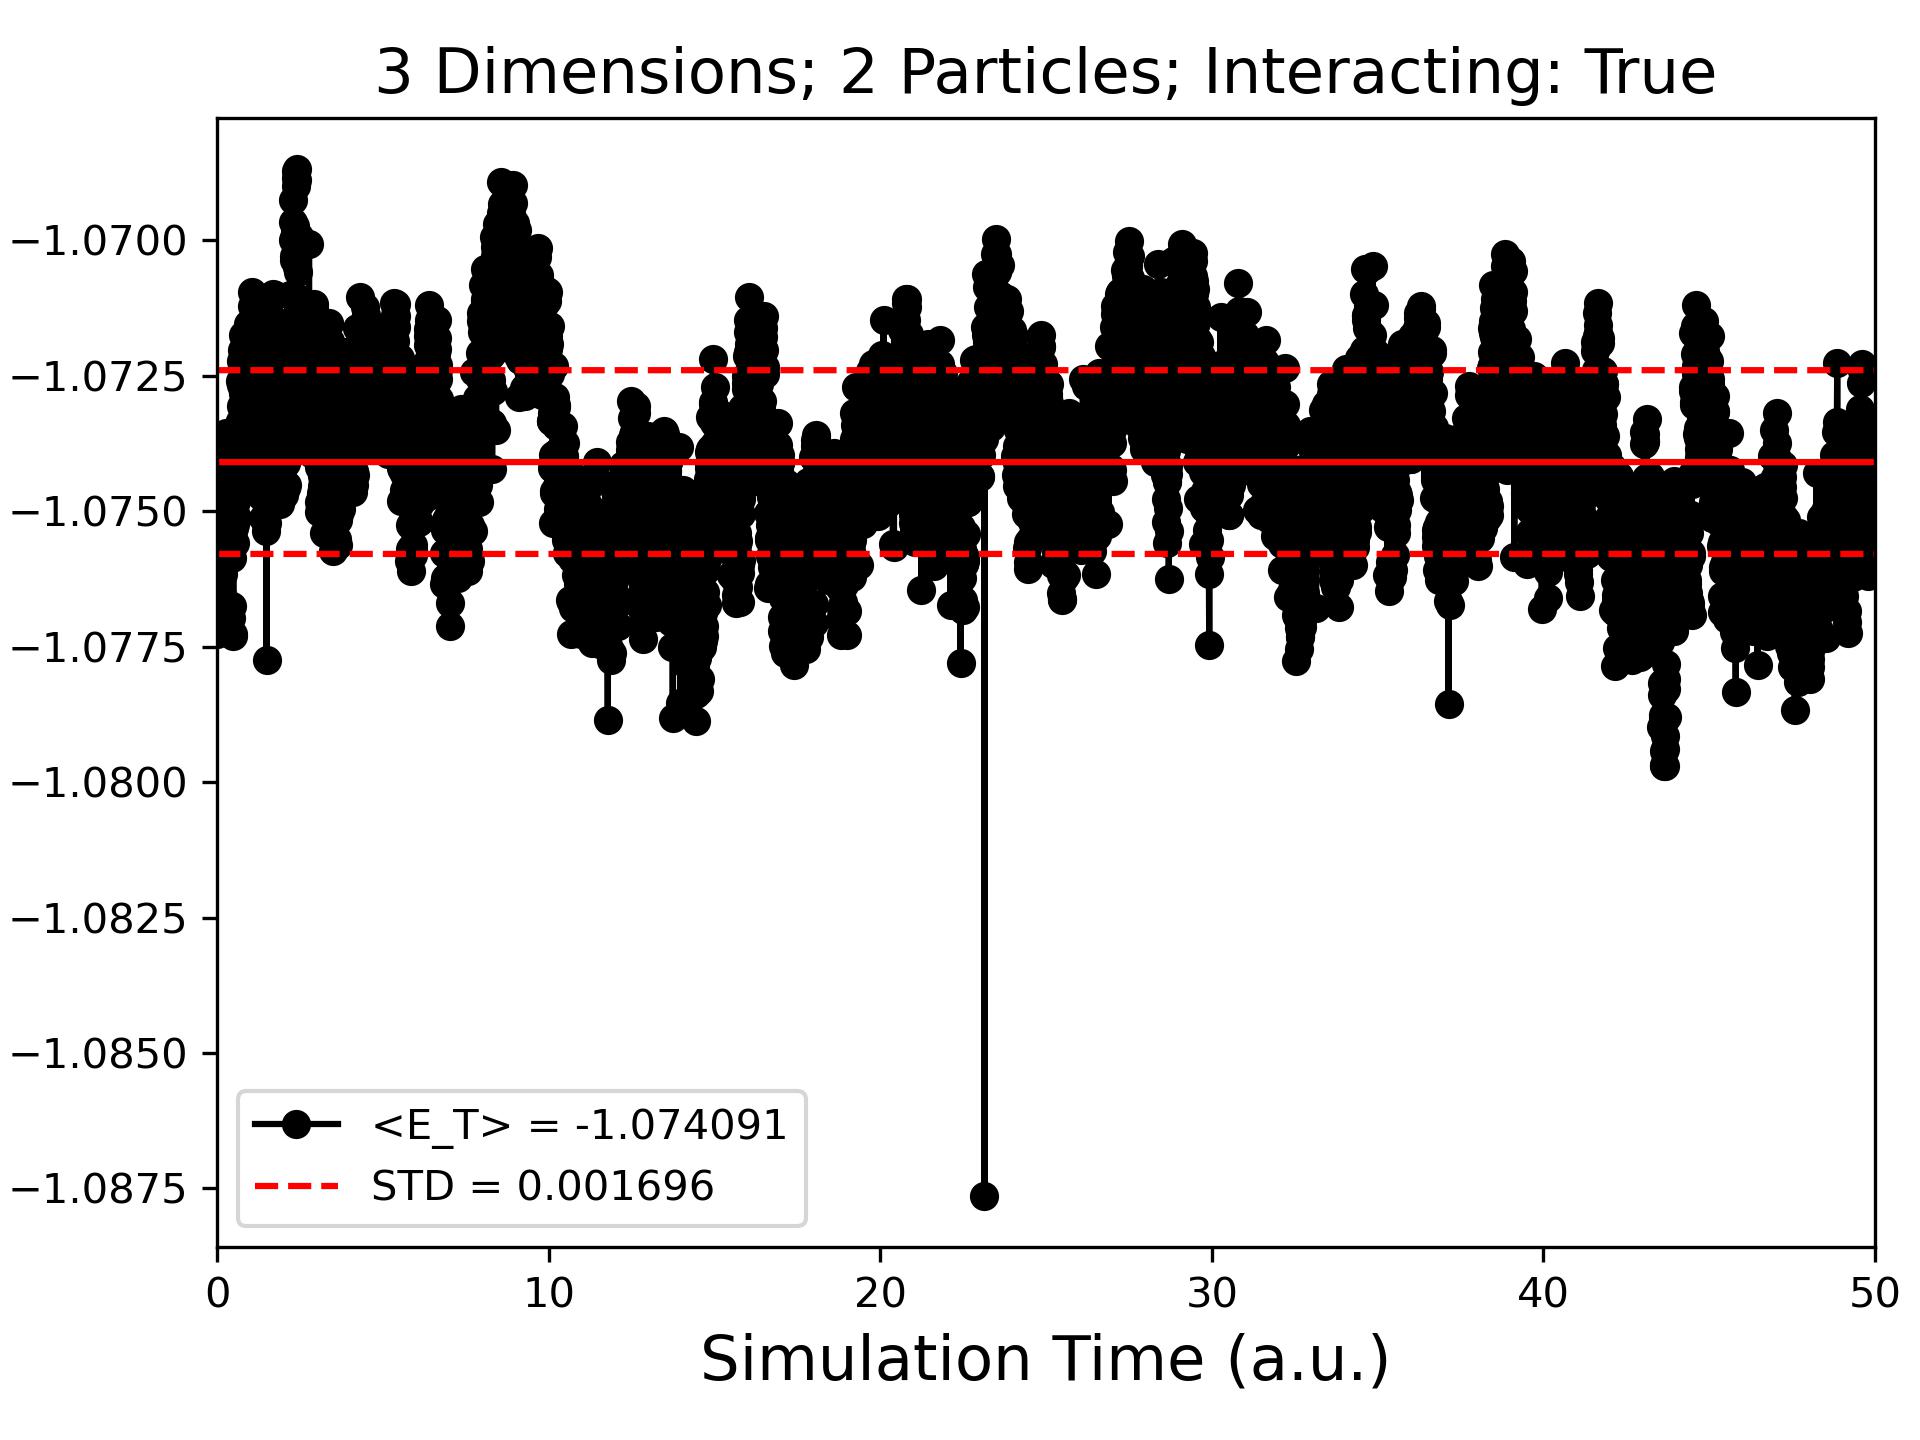 3 Dimensions; 2 Particles; Interacting: True
−1.0700
−1.0725
−1.0750
−1.0775
−1.0800
−1.0825
−1.0850
−1.0875
<E_T> = -1.074091
STD = 0.001696
0 10 20 30 40 50
Simulation Time (a.u.)